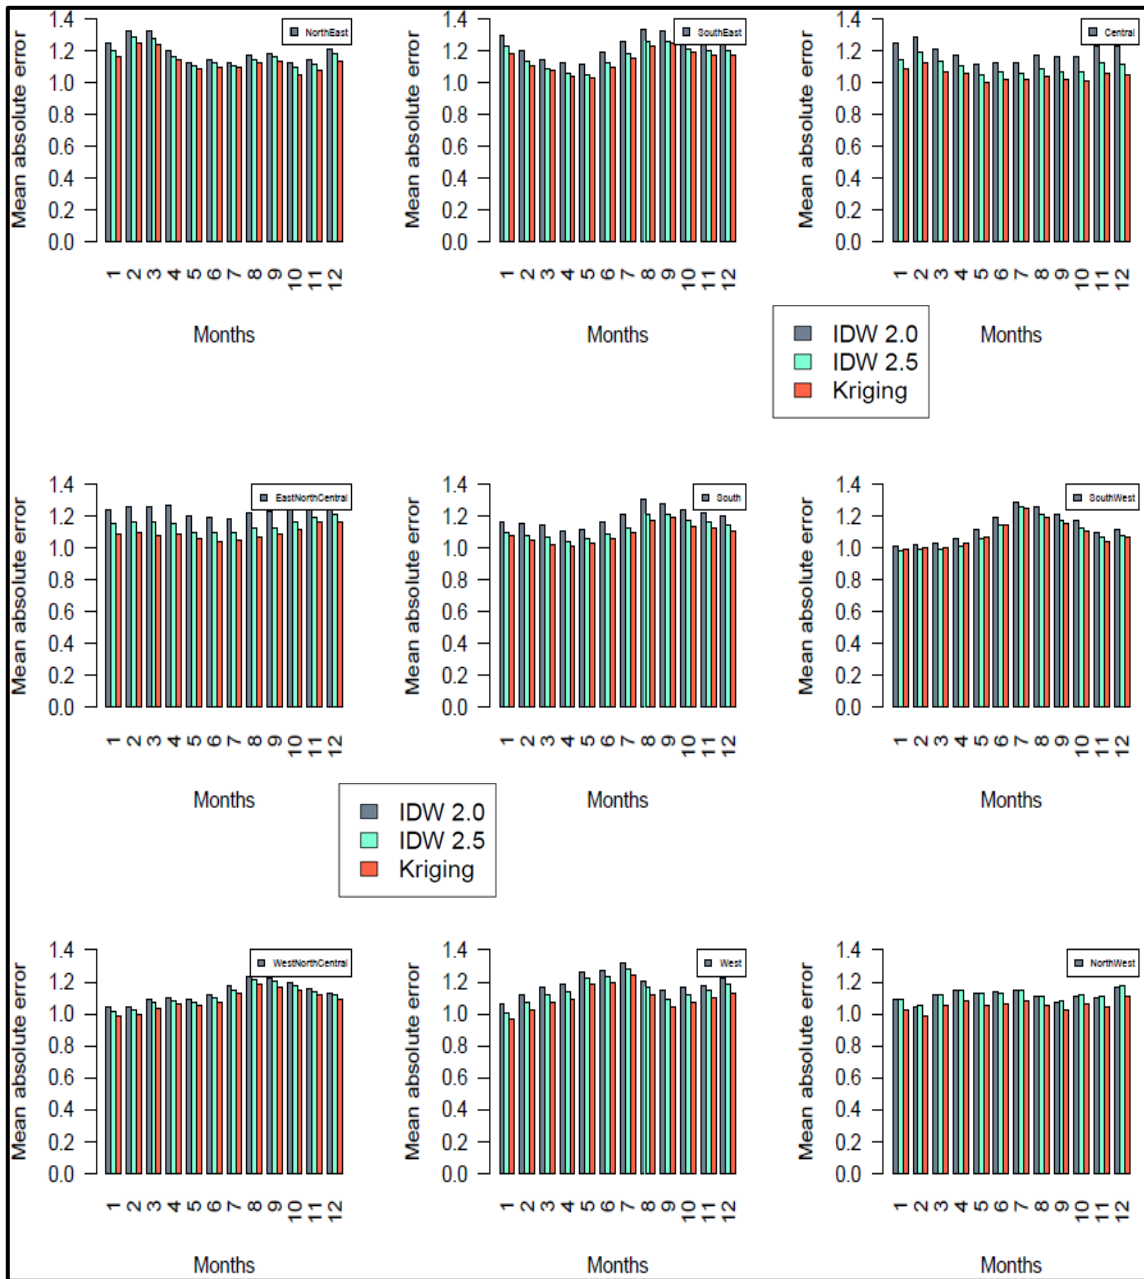 Mean absolute error
1.4
1.2
1.0
0.8
0.6
0.4
0.2
0.0
NorthEast
1 2 3 4 5 6 7 8 9 10 11 12
Months
Mean absolute error
1.4
1.2
1.0
0.8
0.6
0.4
0.2
0.0
SouthEast
1 2 3 4 5 6 7 8 9 10 11 12
Months
Mean absolute error
1.4
1.2
1.0
0.8
0.6
0.4
0.2
0.0
Central
1 2 3 4 5 6 7 8 9 10 11 12
Months
IDW 2.0
IDW 2.5
Kriging
Mean absolute error
1.4
1.2
1.0
0.8
0.6
0.4
0.2
0.0
EastNorthCentral
1 2 3 4 5 6 7 8 9 10 11 12
Months
Mean absolute error
1.4
1.2
1.0
0.8
0.6
0.4
0.2
0.0
South
1 2 3 4 5 6 7 8 9 10 11 12
Months
Mean absolute error
1.4
1.2
1.0
0.8
0.6
0.4
0.2
0.0
SouthWest
1 2 3 4 5 6 7 8 9 10 11 12
Months
IDW 2.0
IDW 2.5
Kriging
Mean absolute error
1.4
1.2
1.0
0.8
0.6
0.4
0.2
0.0
WestNorthCentral
1 2 3 4 5 6 7 8 9 10 11 12
Months
Mean absolute error
1.4
1.2
1.0
0.8
0.6
0.4
0.2
0.0
West
1 2 3 4 5 6 7 8 9 10 11 12
Months
Mean absolute error
1.4
1.2
1.0
0.8
0.6
0.4
0.2
0.0
NorthWest
1 2 3 4 5 6 7 8 9 10 11 12
Months